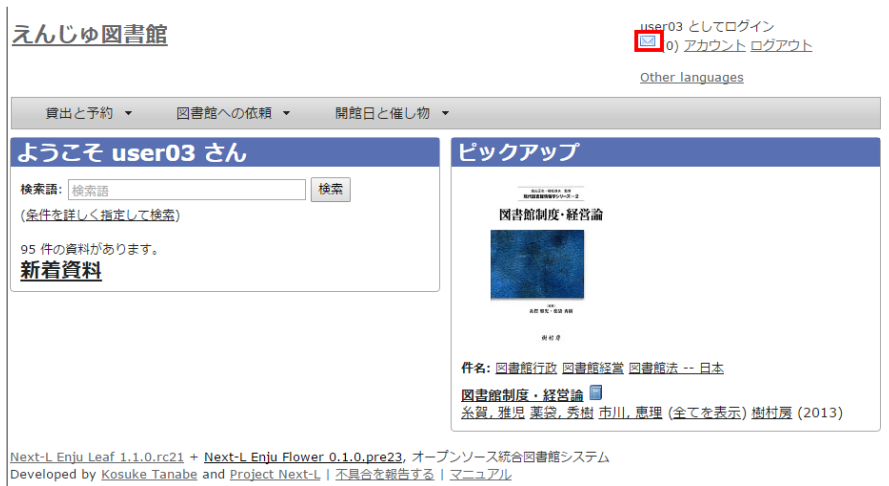 えんじゅ図書館
user03 としてログイン
(0) アカウント ログアウト
Other languages
貸出と予約 ▼ 図書館への依頼 ▼ 開館日と催し物 ▼
ようこそ user03 さん
検索語: 検索語 検索
(条件を詳しく指定して検索)
95 件の資料があります。
新着資料
ピックアップ
図書館制度・経営論
樹村房
件名: 図書館行政 図書館経営 図書館法 -- 日本
図書館制度・経営論
糸賀, 雅児 薬袋, 秀樹 市川, 恵理 (全てを表示) 樹村房 (2013)
Next-L Enju Leaf 1.1.0.rc21 + Next-L Enju Flower 0.1.0.pre23, オープンソース統合図書館システム
Developed by Kosuke Tanabe and Project Next-L | 不具合を報告する | マニュアル